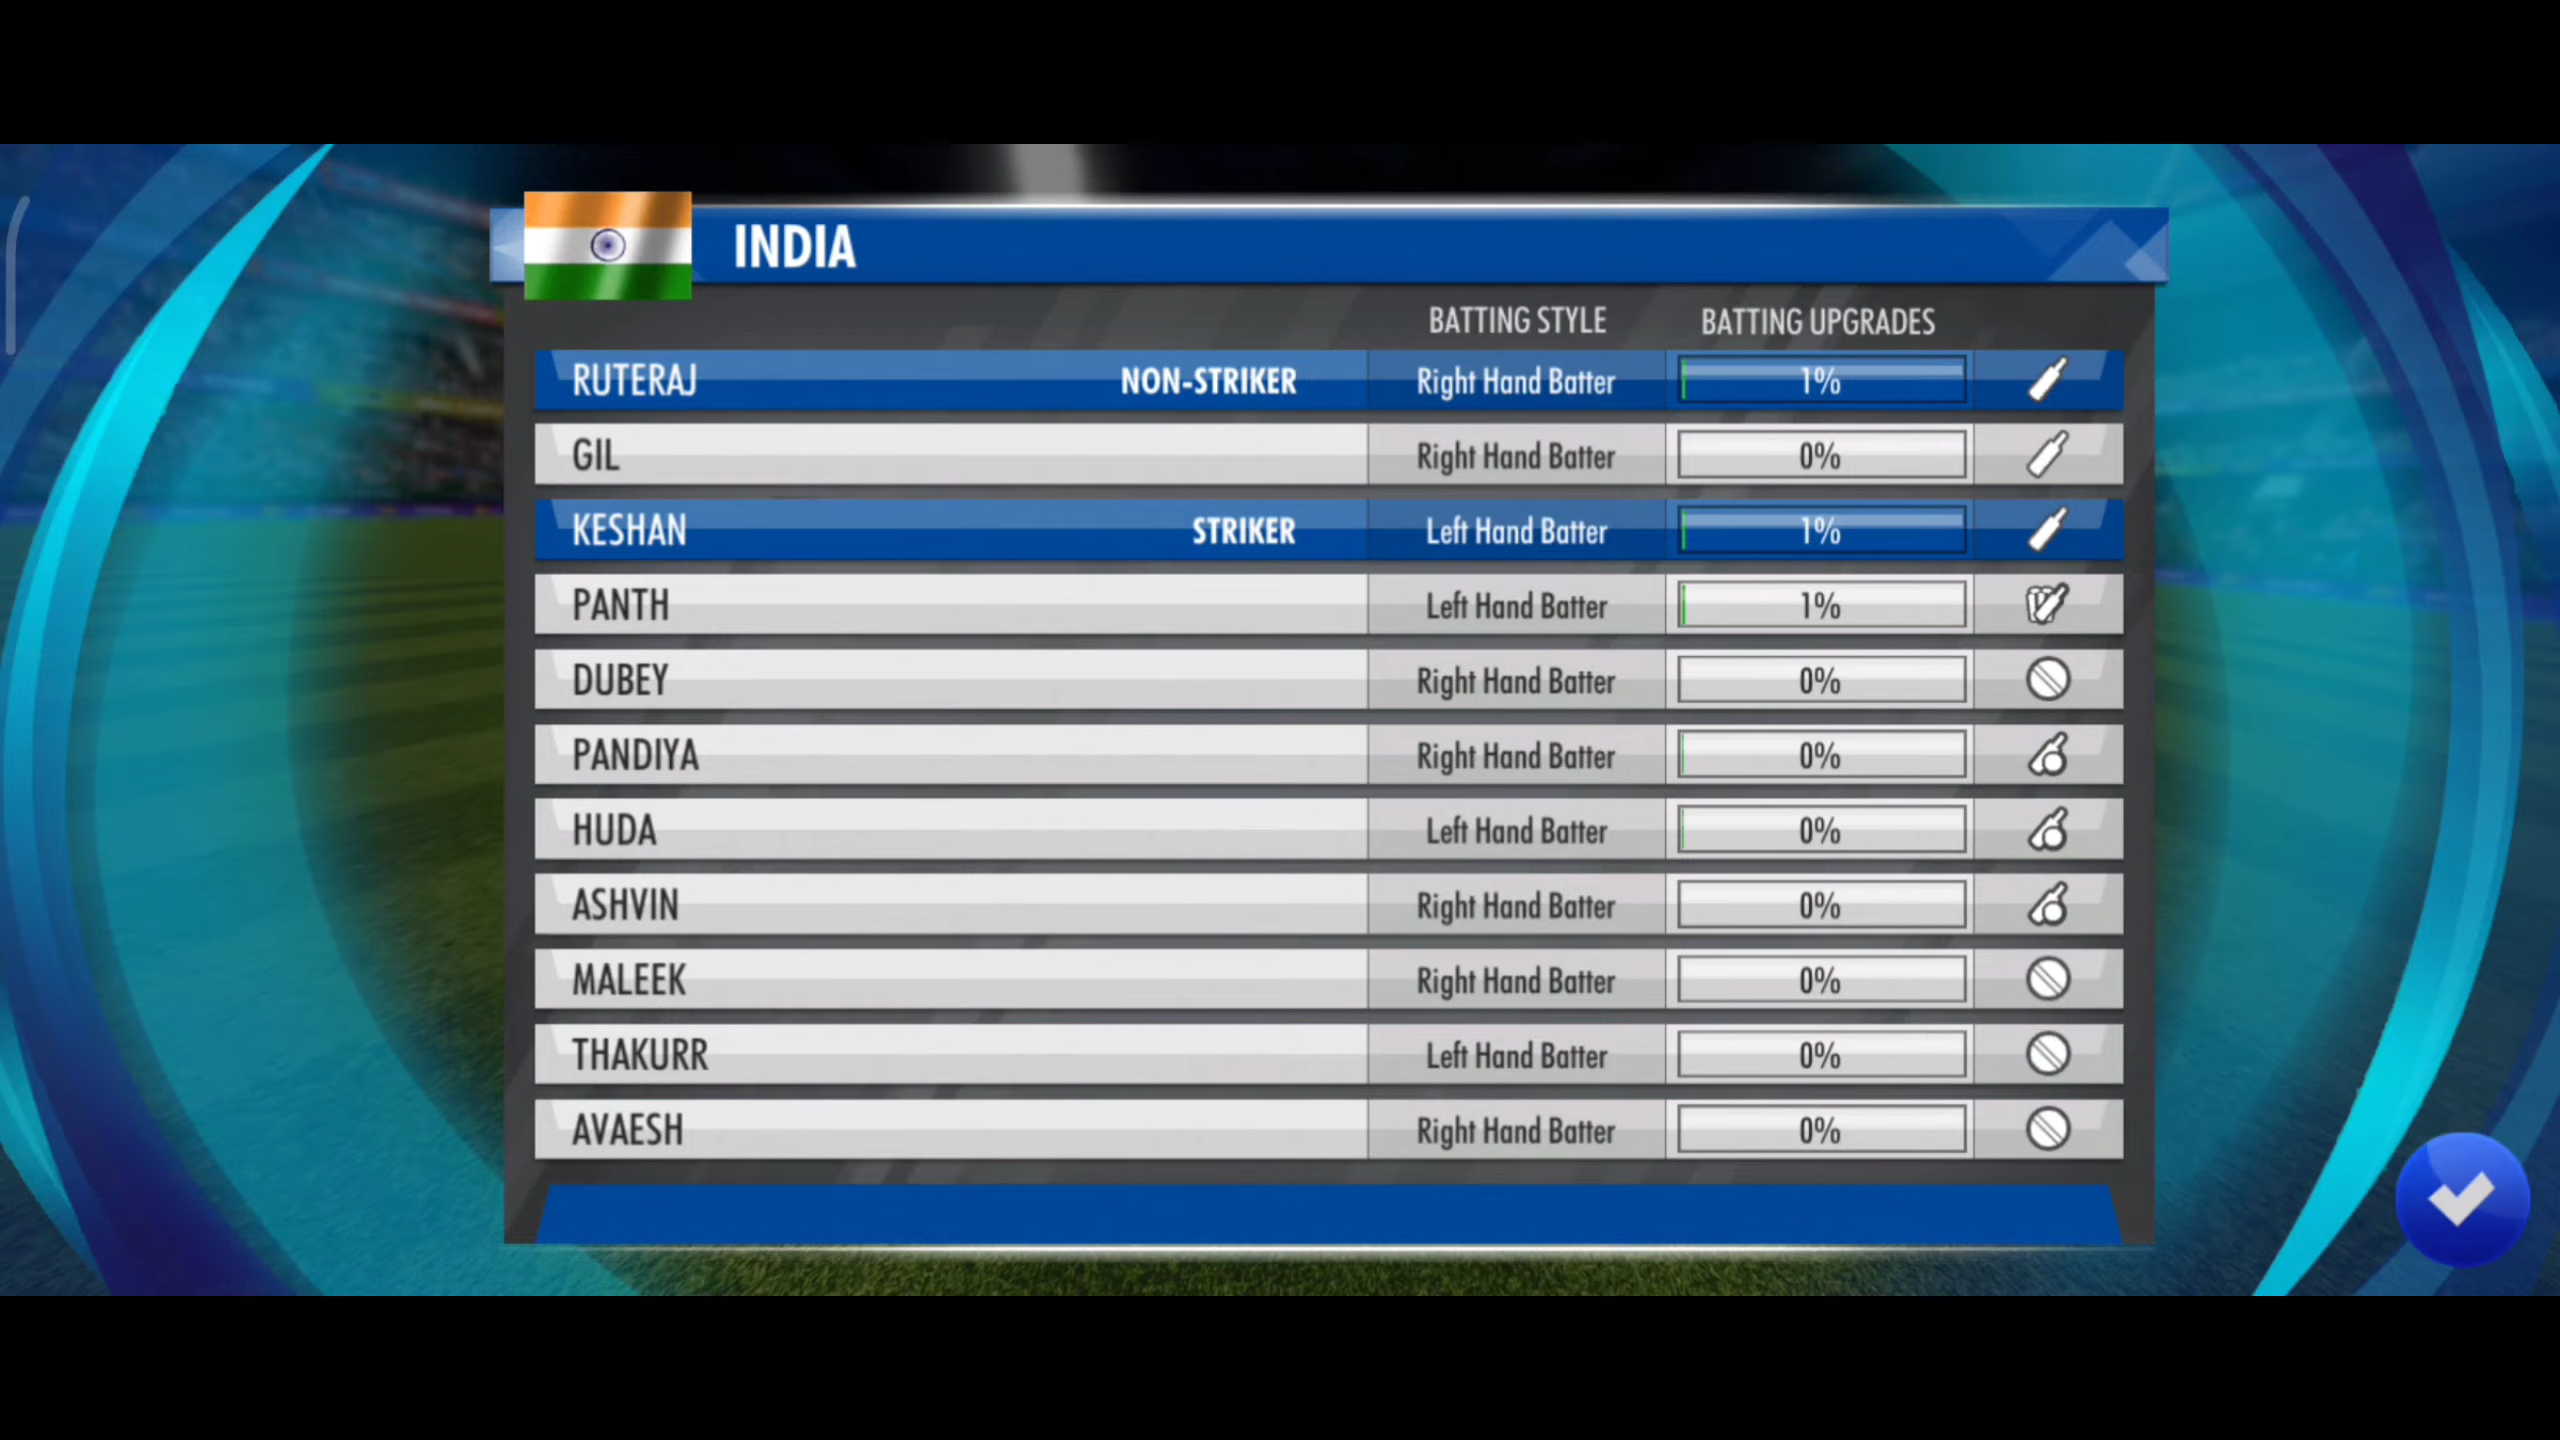 INDIA
BATTING STYLE BATTING UPGRADES
RUTERAJ NON-STRIKER Right Hand Batter 1%
GIL Right Hand Batter 0%
KESHAN STRIKER Left Hand Batter 1%
PANTH Left Hand Batter 1%
DUBEY Right Hand Batter 0%
PANDIYA Right Hand Batter 0%
HUDA Left Hand Batter 0%
ASHVIN Right Hand Batter 0%
MALEEK Right Hand Batter 0%
THAKURR Left Hand Batter 0%
AVAESH Right Hand Batter 0%